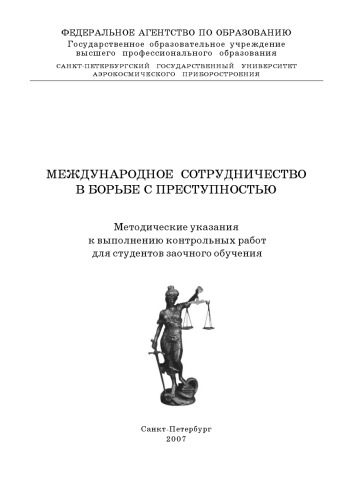 ФЕДЕРАЛЬНОЕ АГЕНТСТВО ПО ОБРАЗОВАНИЮ
Государственное образовательное учреждение
высшего профессионального образования
САНКТ-ПЕТЕРБУРГСКИЙ ГОСУДАРСТВЕННЫЙ УНИВЕРСИТЕТ
АЭРОКОСМИЧЕСКОГО ПРИБОРОСТРОЕНИЯ
МЕЖДУНАРОДНОЕ СОТРУДНИЧЕСТВО
В БОРЬБЕ С ПРЕСТУПНОСТЬЮ
Методические указания
к выполнению контрольных работ
для студентов заочного обучения
Санкт-Петербург
2007